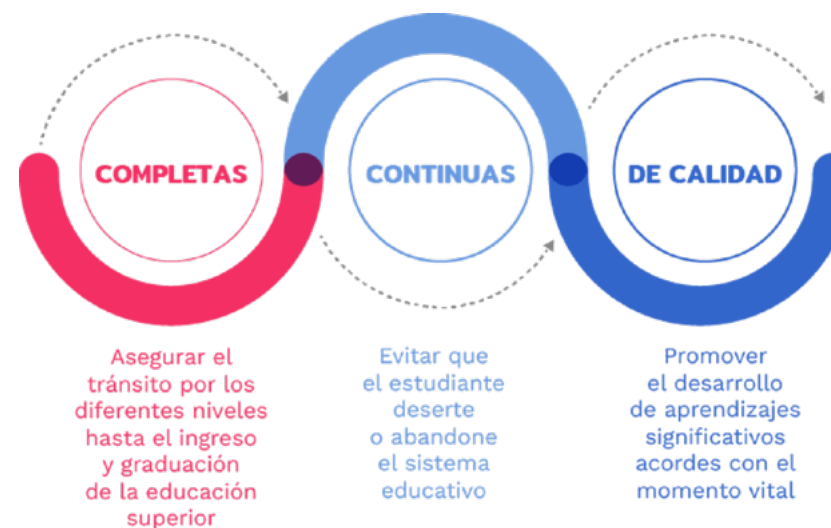 COMPLETAS
Asegurar el
tránsito por los
diferentes niveles
hasta el ingreso
y graduación
de la educación
superior
CONTINUAS
Evitar que
el estudiante
deserte
o abandone
el sistema
educativo
DE CALIDAD
Promover
el desarrollo
de aprendizajes
significativos
acordes con el
momento vital